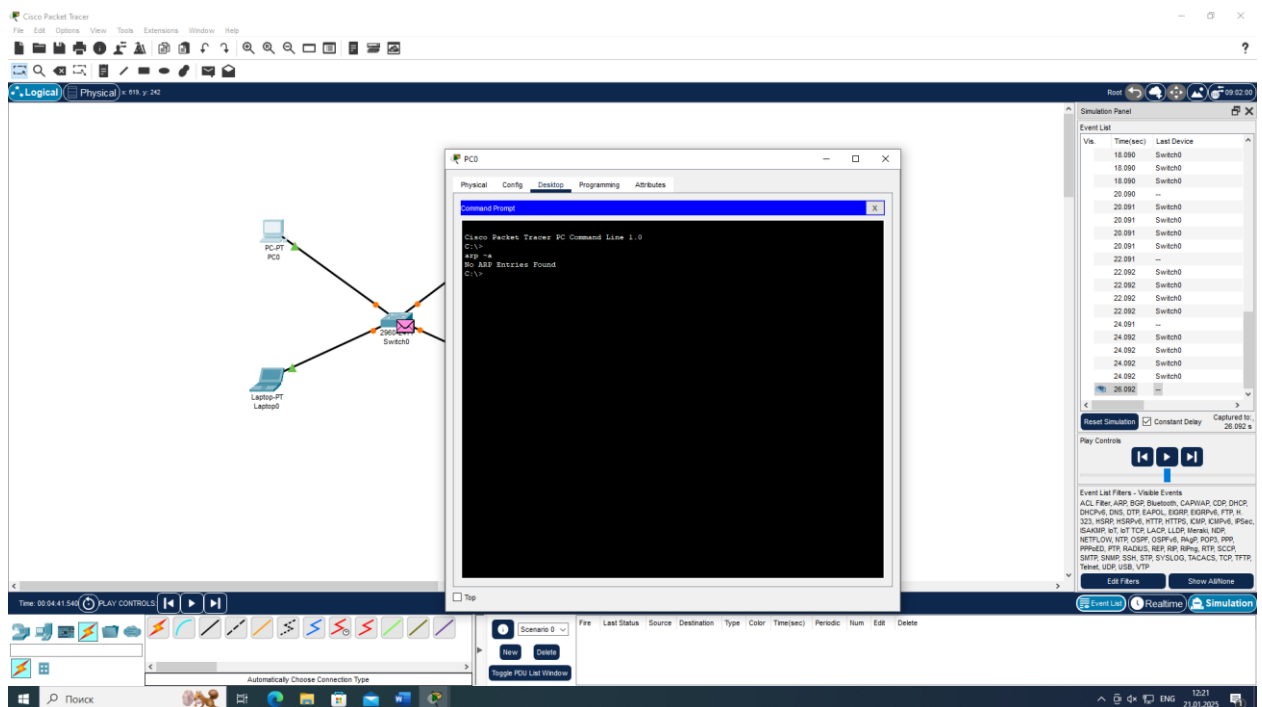 Cisco Packet Tracer
File Edit Options View Tools Extensions Window Help
?
Logical Physical x: 819, y: 242 Root 09:02:00
Simulation Panel
Event List
Vis. Time(sec) Last Device
18.090 Switch0
18.090 Switch0
18.090 Switch0
20.090 --
20.091 Switch0
20.091 Switch0
20.091 Switch0
20.091 Switch0
22.091 --
22.092 Switch0
22.092 Switch0
22.092 Switch0
22.092 Switch0
24.091 --
24.092 Switch0
24.092 Switch0
24.092 Switch0
24.092 Switch0
26.092 --
Reset Simulation Constant Delay Captured to:
26.092 s
Play Controls
Event List Filters - Visible Events
ACL Filter, ARP, BGP, Bluetooth, CAPWAP, CDP, DHCP,
DHCPv6, DNS, DTP, EAPOL, EIGRP, EIGRPv6, FTP, H.
323, HSRP, HSRPv6, HTTP, HTTPS, ICMP, ICMPv6, IPSec,
ISAKMP, IoT, IoT TCP, LACP, LLDP, Meraki, NDP,
NETFLOW, NTP, OSPF, OSPFv6, PAgP, POP3, PPP,
PPPoED, PTP, RADIUS, REP, RIP, RIPng, RTP, SCCP,
SMTP, SNMP, SSH, STP, SYSLOG, TACACS, TCP, TFTP,
Telnet, UDP, USB, VTP
Edit Filters Show All/None
Event List Realtime Simulation
PC0
Physical Config Desktop Programming Attributes
Command Prompt X
Cisco Packet Tracer PC Command Line 1.0
C:\>
arp -a
No ARP Entries Found
C:\>
Top
PC-PT
PC0
Switch0
Laptop-PT
Laptop0
Time: 00:04:41.540 PLAY CONTROLS:
Scenario 0
New Delete
Toggle PDU List Window
Fire Last Status Source Destination Type Color Time(sec) Periodic Num Edit Delete
Automatically Choose Connection Type
Поиск
ENG 12:21
21.01.2025